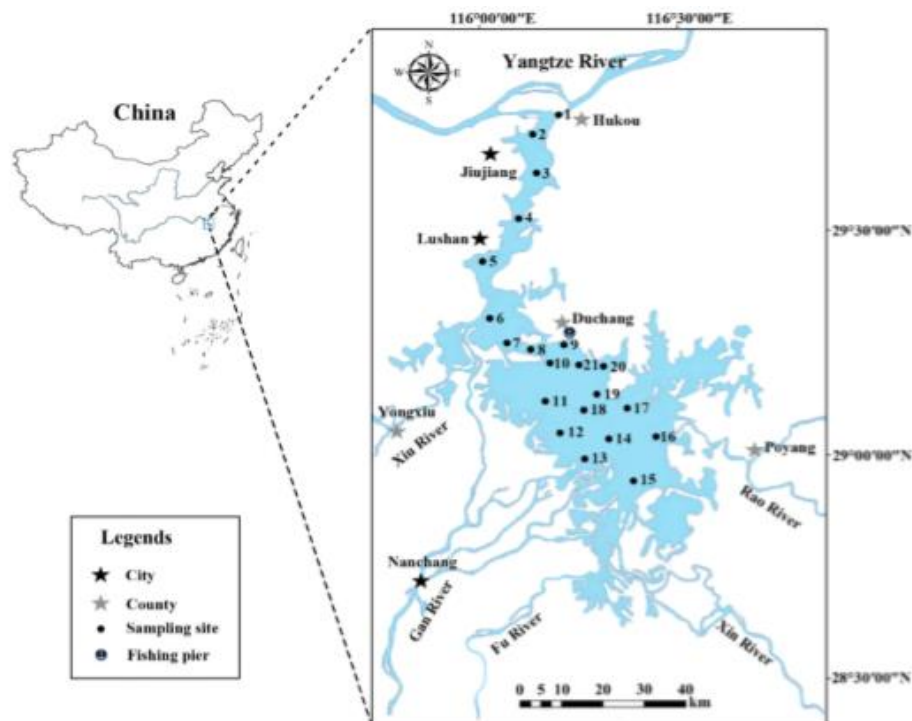 116°00'00"E
116°30'00"E
N
W
E
S
Yangtze River
China
1
Hukou
2
Jiujiang
3
4
Lushan
29°30'00"N
5
6
Duchang
7
8
9
10
21
20
11
19
18
17
Yongxiu
12
14
16
Xiu River
Poyang
13
29°00'00"N
15
Rao River
Legends
City
County
Sampling site
Fishing pier
Nanchang
Gan River
Fu River
Xin River
28°30'00"N
0 5 10 20 30 40
km